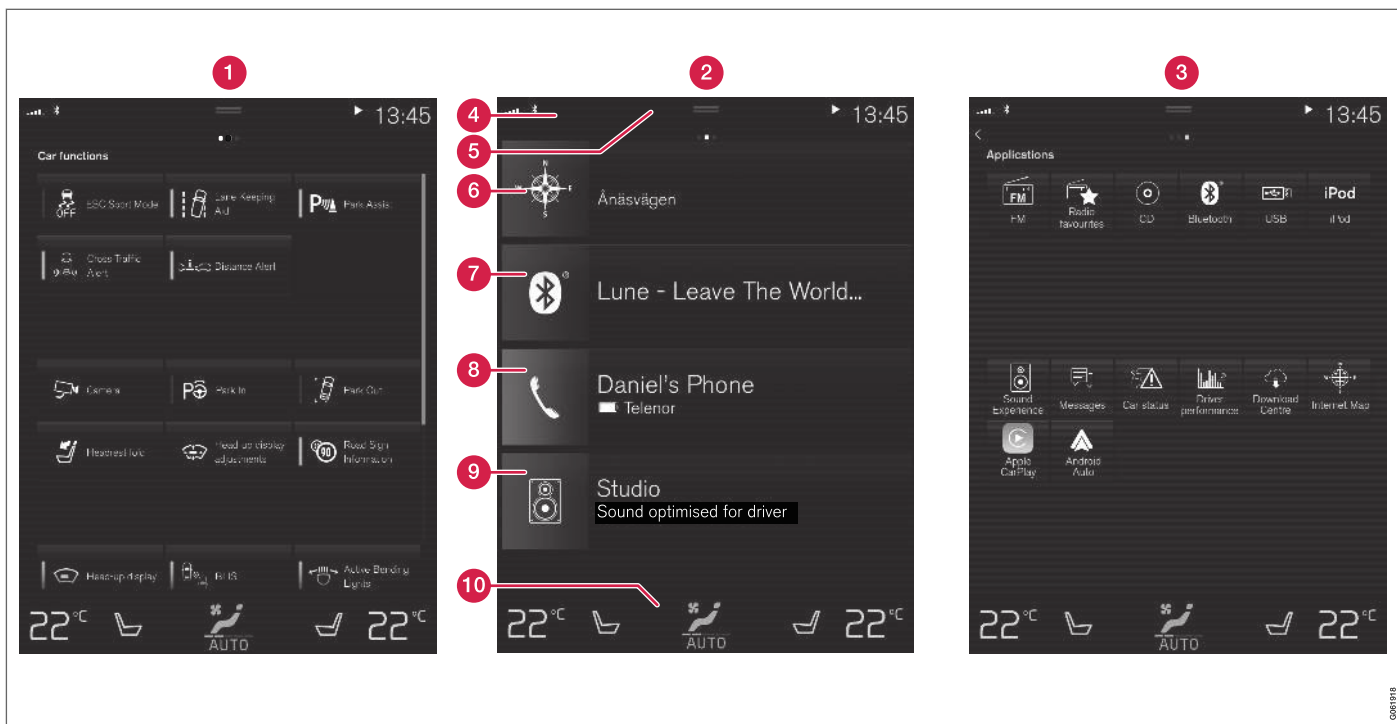 1
2
3
13:45
Car functions
OFF
ESC Sport Mode
Lane Keeping
Aid
Park Assist
Cross Traffic
Alert
Distance Alert
Camera
Park In
Park Out
Headrest fold
Head-up display
adjustments
90
Road Sign
Information
Head-up display
BLIS
Active Bending
Lights
22°C
AUTO
22°C
4
5
6
7
8
9
10
13:45
N
W
E
S
Ånäsvägen
Lune - Leave The World...
Daniel's Phone
Telenor
Studio
Sound optimised for driver
22°C
AUTO
22°C
13:45
Applications
FM
iPod
FM
Radio
favourites
CD
Bluetooth
USB
iPod
Sound
Experience
Messages
Car status
Driver
performance
Download
Centre
Internet Map
Apple
CarPlay
Android
Auto
22°C
AUTO
22°C
G061918